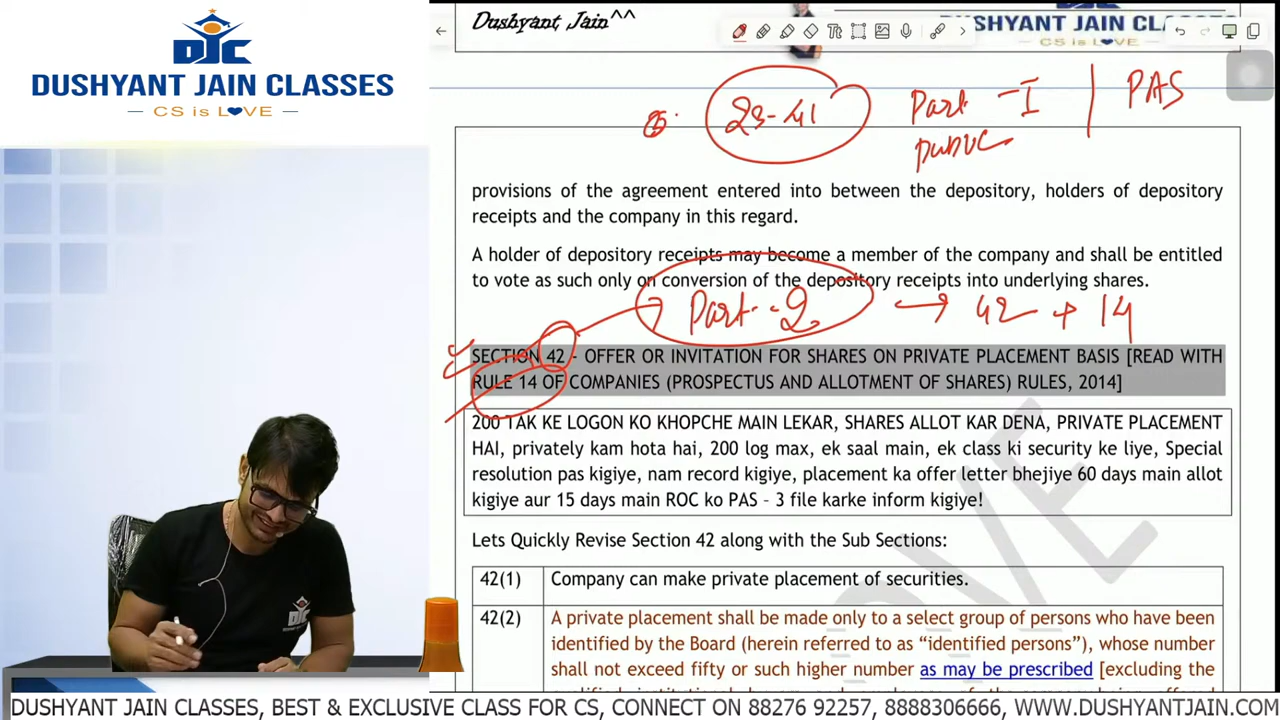 DJC
DUSHYANT JAIN CLASSES
CS is L❤VE
Dushyant Jain^^
DUSHYANT JAIN CLASSES
CS is L❤VE
23-41
Part -I
PAS
Public
provisions of the agreement entered into between the depository, holders of depository
receipts and the company in this regard.
A holder of depository receipts may become a member of the company and shall be entitled
to vote as such only on conversion of the depository receipts into underlying shares.
Part -2 → 42 + 14
SECTION 42 - OFFER OR INVITATION FOR SHARES ON PRIVATE PLACEMENT BASIS [READ WITH
RULE 14 OF COMPANIES (PROSPECTUS AND ALLOTMENT OF SHARES) RULES, 2014]
200 TAK KE LOGON KO KHOPCHE MAIN LEKAR, SHARES ALLOT KAR DENA, PRIVATE PLACEMENT
HAI, privately kam hota hai, 200 log max, ek saal main, ek class ki security ke liye, Special
resolution pas kigiye, nam record kigiye, placement ka offer letter bhejiye 60 days main allot
kigiye aur 15 days main ROC ko PAS – 3 file karke inform kigiye!
Lets Quickly Revise Section 42 along with the Sub Sections:
42(1) Company can make private placement of securities.
42(2) A private placement shall be made only to a select group of persons who have been
identified by the Board (herein referred to as “identified persons”), whose number
shall not exceed fifty or such higher number as may be prescribed [excluding the
DUSHYANT JAIN CLASSES, BEST & EXCLUSIVE CLASS FOR CS, CONNECT ON 88276 92257, 8888306666, WWW.DUSHYANTJAIN.COM